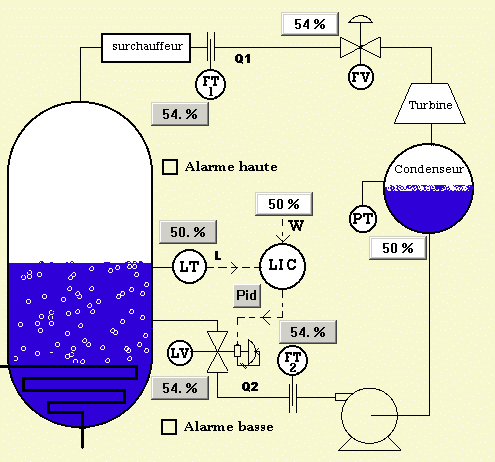 54 %
surchauffeur
Q1
FT
1
FV
54. %
Turbine
Alarme haute
Condenseur
50 %
W
PT
50. %
L
LT
LIC
50 %
Pid
54. %
LV
FT
2
54. %
Q2
Alarme basse